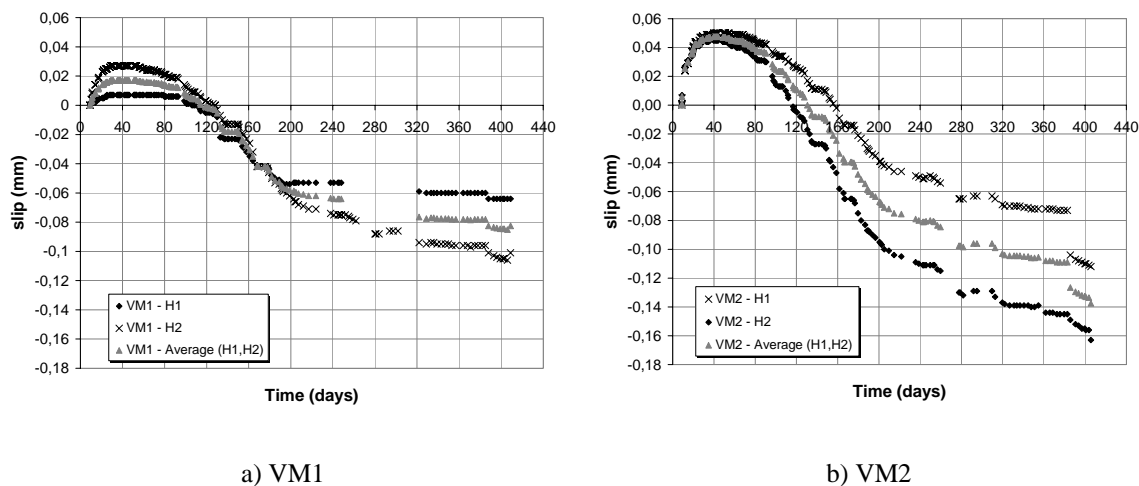 0,06
0,04
0,02
0
-0,02
-0,04
-0,06
-0,08
-0,1
-0,12
-0,14
-0,16
-0,18
slip (mm)
0 40 80 120 160 200 240 280 320 360 400 440
VM1 - H1
VM1 - H2
VM1 - Average (H1,H2)
Time (days)
a) VM1
0,06
0,04
0,02
0,00
-0,02
-0,04
-0,06
-0,08
-0,10
-0,12
-0,14
-0,16
-0,18
slip (mm)
0 40 80 120 160 200 240 280 320 360 400 440
VM2 - H1
VM2 - H2
VM2 - Average (H1,H2)
Time (days)
b) VM2